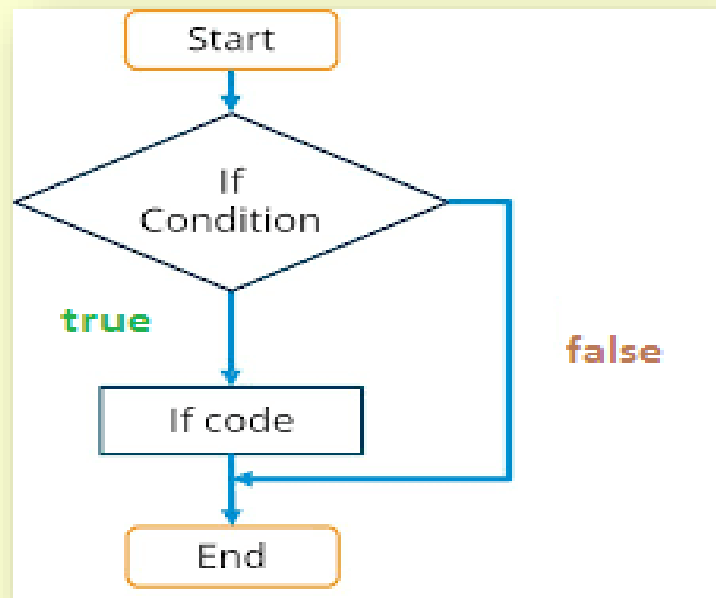 Start
If
Condition
true
false
If code
End